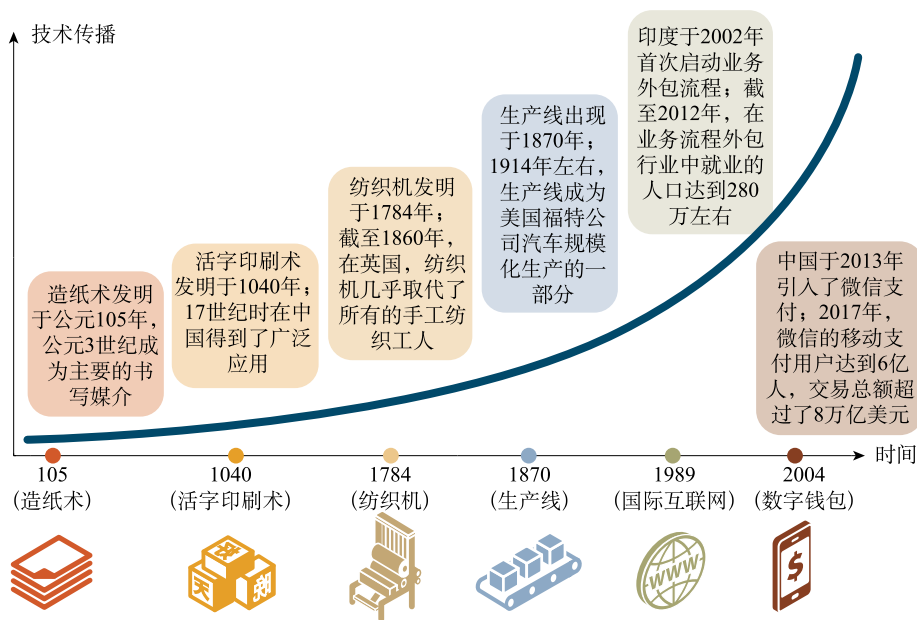 技术传播
造纸术发明
于公元105年，
公元3世纪成
为主要的书
写媒介
活字印刷术
发明于1040年；
17世纪时在中
国得到了广泛
应用
纺织机发明
于1784年；
截至1860年，
在英国，纺织
机几乎取代了
所有的手工纺
织工人
生产线出现
于1870年；
1914年左右，
生产线成为
美国福特公
司汽车规模
化生产的一
部分
印度于2002年
首次启动业务
外包流程；截
至2012年，在
业务流程外包
行业中就业的
人口达到280
万左右
中国于2013年
引入了微信支
付；2017年，
微信的移动支
付用户达到6亿
人，交易总额超
过了8万亿美元
时间
105
(造纸术)
1040
(活字印刷术)
1784
(纺织机)
1870
(生产线)
1989
(国际互联网)
2004
(数字钱包)
天
WWW
$